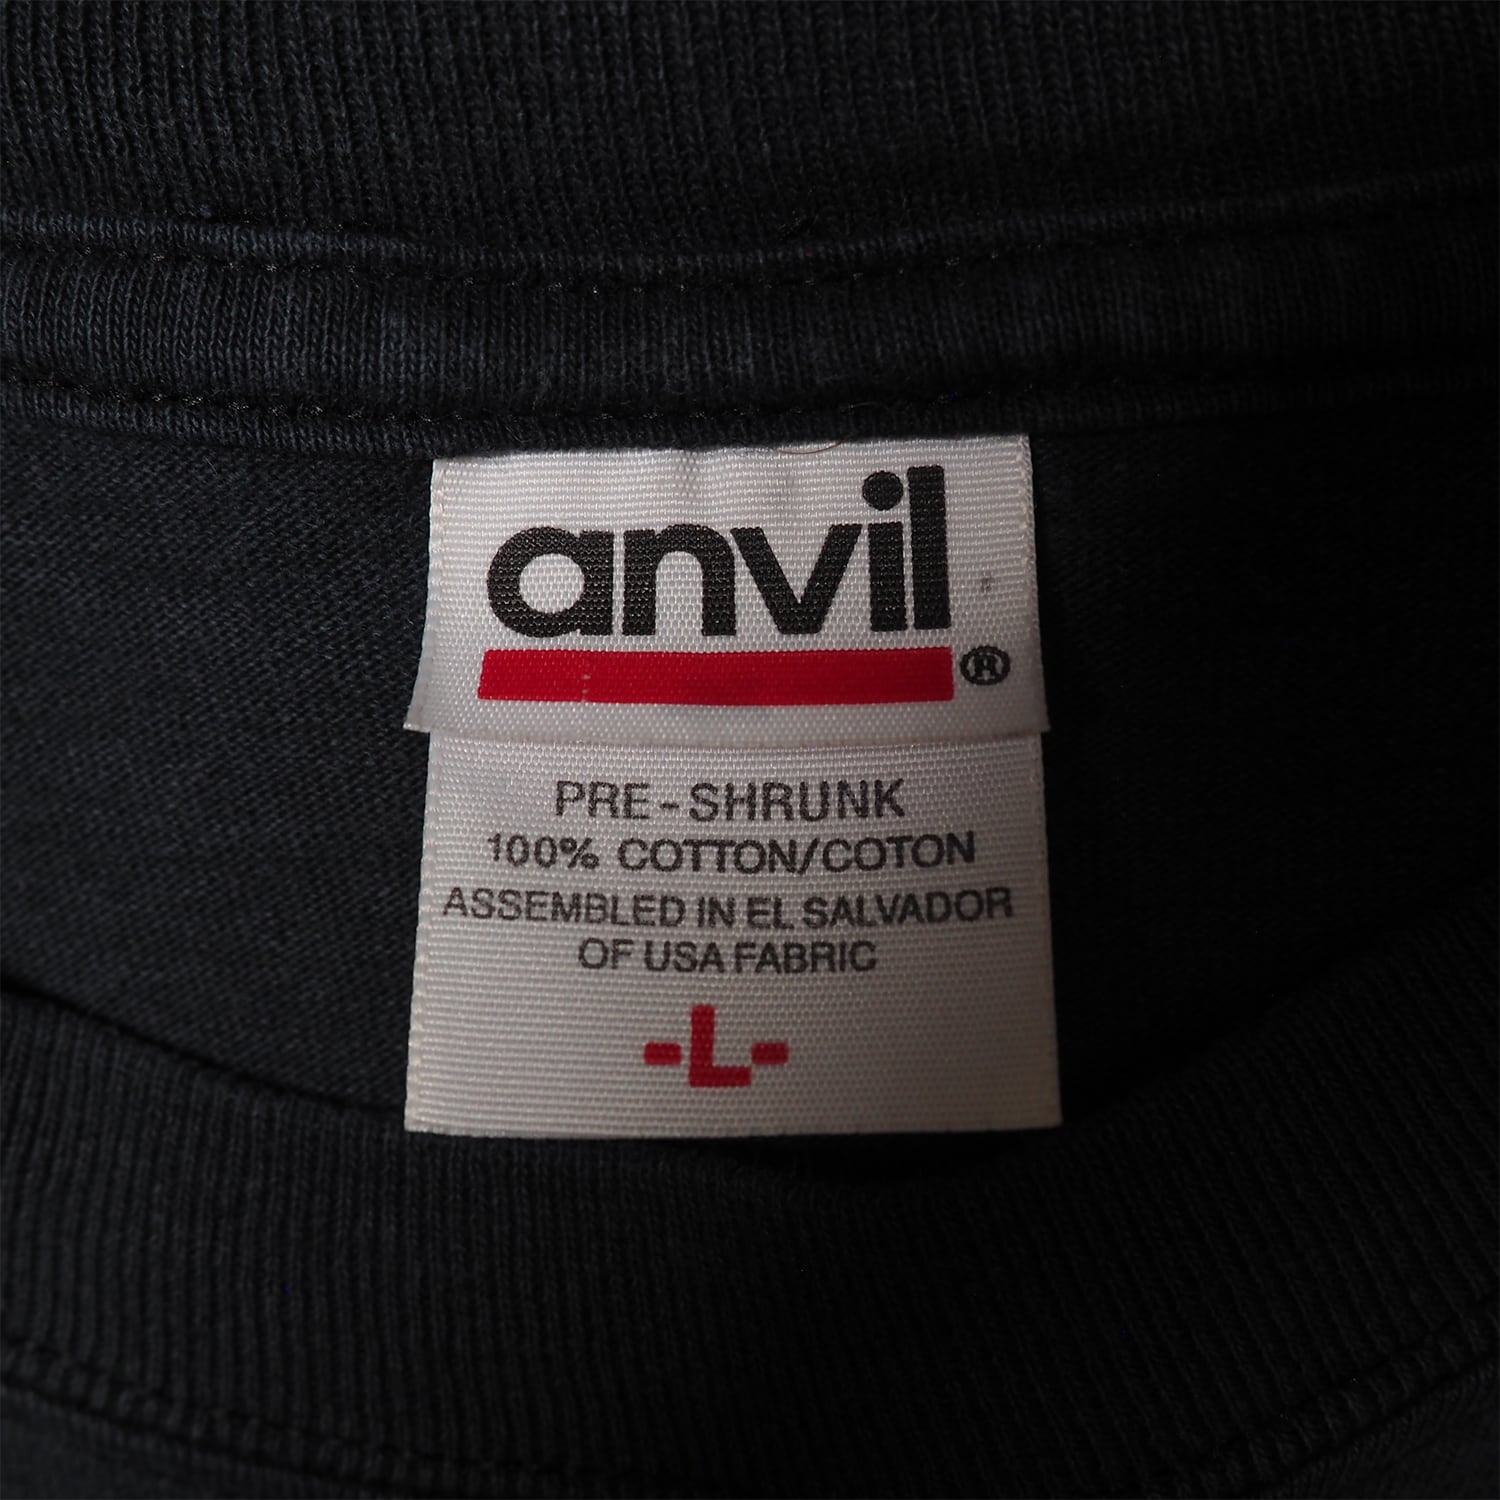 anvil
®
PRE-SHRUNK
100% COTTON/COTON
ASSEMBLED IN EL SALVADOR
OF USA FABRIC
-L-